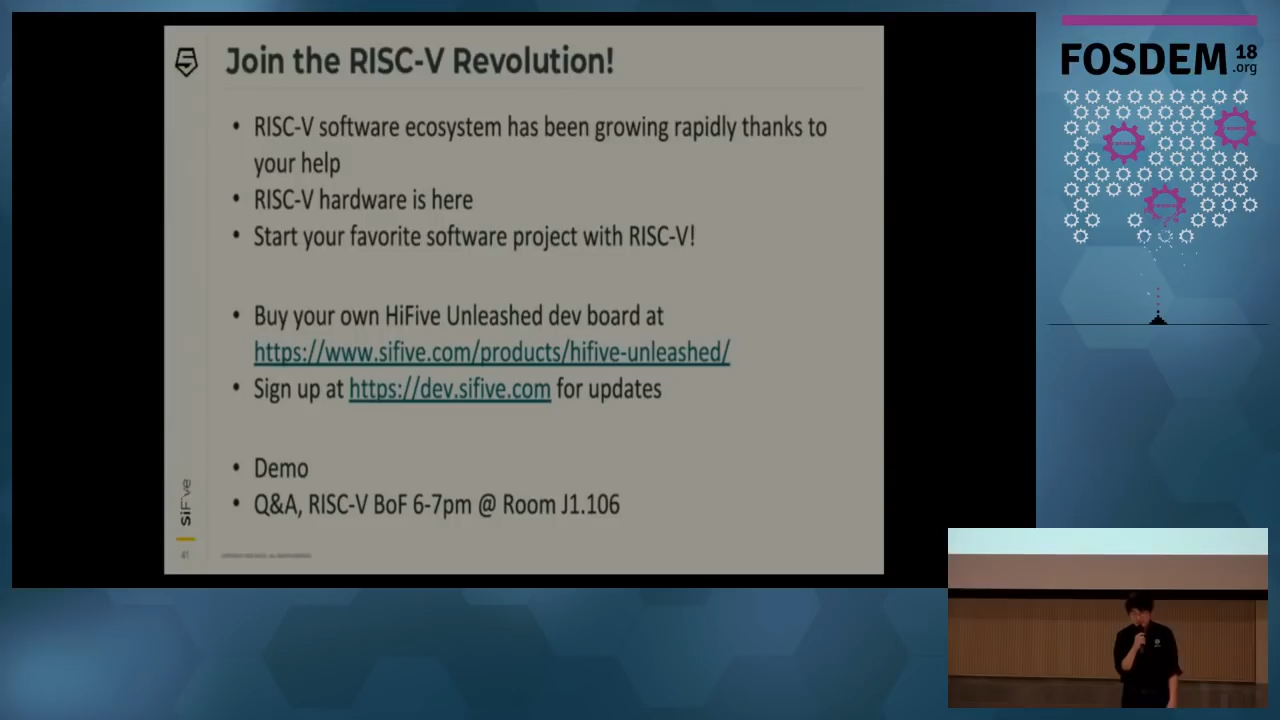 Join the RISC-V Revolution!
• RISC-V software ecosystem has been growing rapidly thanks to
your help
• RISC-V hardware is here
• Start your favorite software project with RISC-V!
• Buy your own HiFive Unleashed dev board at
https://www.sifive.com/products/hifive-unleashed/
• Sign up at https://dev.sifive.com for updates
• Demo
• Q&A, RISC-V BoF 6-7pm @ Room J1.106
SiFive
41
FOSDEM 18
.org